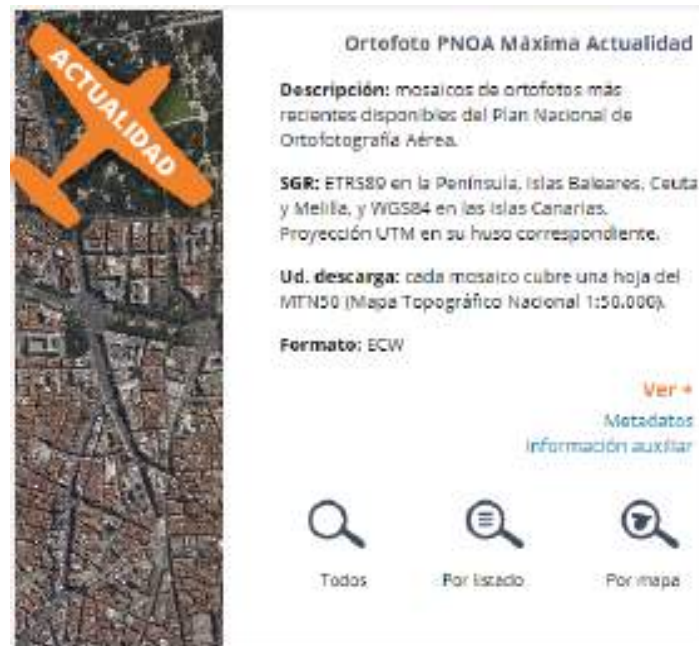 ACTUALIDAD
Ortofoto PNOA Máxima Actualidad
Descripción: mosaicos de ortofotos más
recientes disponibles del Plan Nacional de
Ortofotografía Aérea.
SGR: ETRS89 en la Península, Islas Baleares, Ceuta
y Melilla, y WGS84 en las Islas Canarias.
Proyección UTM en su huso correspondiente.
Ud. descarga: cada mosaico cubre una hoja del
MTN50 (Mapa Topográfico Nacional 1:50.000).
Formato: ECW
Ver +
Metadatos
Información auxiliar
Todos Por listado Por mapa